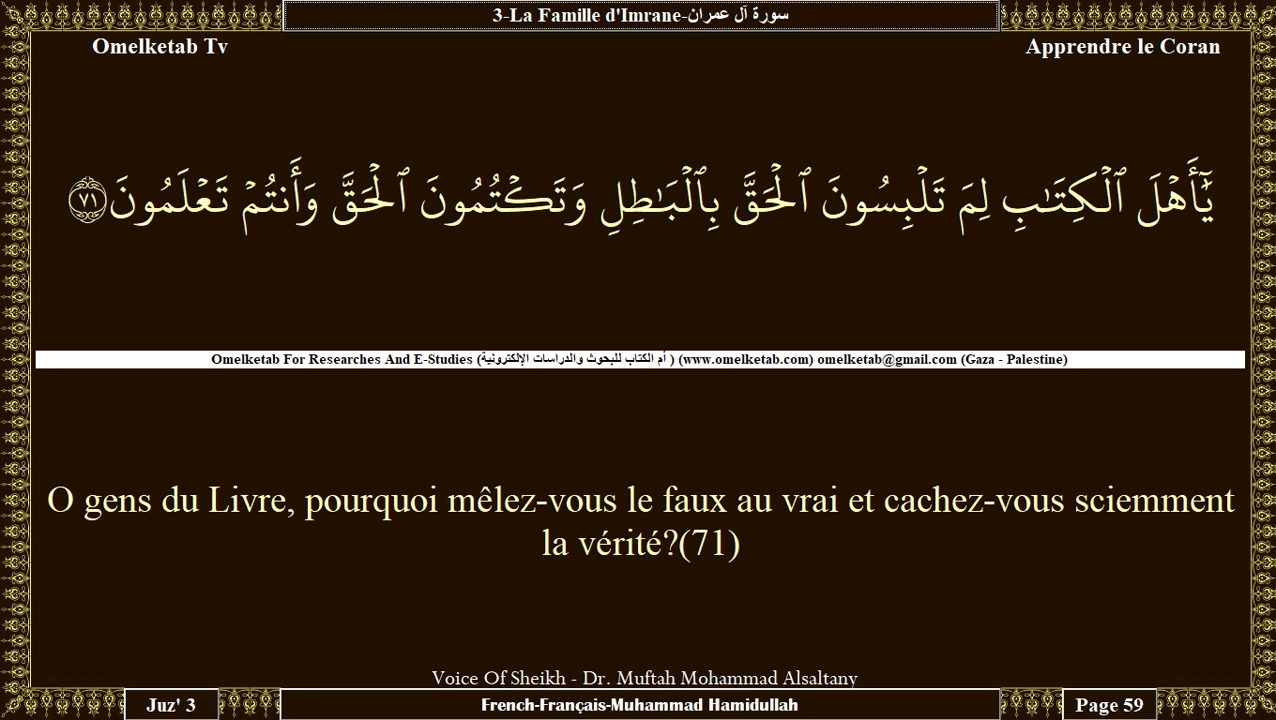 3-La Famille d'Imrane-سورة آل عمران
Omelketab Tv
Apprendre le Coran
يَٰٓأَهۡلَ ٱلۡكِتَٰبِ لِمَ تَلۡبِسُونَ ٱلۡحَقَّ بِٱلۡبَٰطِلِ وَتَكۡتُمُونَ ٱلۡحَقَّ وَأَنتُمۡ تَعۡلَمُونَ ٧١
Omelketab For Researches And E-Studies (أم الكتاب للبحوث والدراسات الإلكترونية ) (www.omelketab.com) omelketab@gmail.com (Gaza - Palestine)
O gens du Livre, pourquoi mêlez-vous le faux au vrai et cachez-vous sciemment
la vérité?(71)
Voice Of Sheikh - Dr. Muftah Mohammad Alsaltany
Juz' 3
French-Français-Muhammad Hamidullah
Page 59